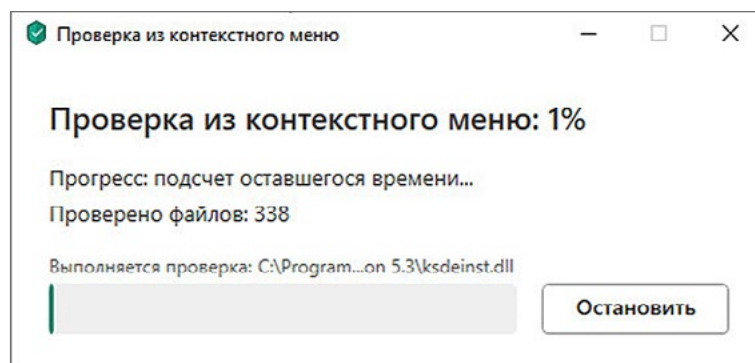 Проверка из контекстного меню
Проверка из контекстного меню: 1%
Прогресс: подсчет оставшегося времени...
Проверено файлов: 338
Выполняется проверка: C:\Program...on 5.3\ksdeinst.dll
Остановить